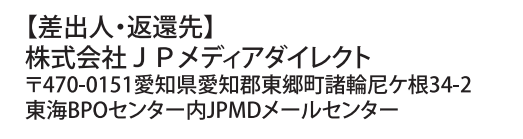 【差出人・返還先】
株式会社ＪＰメディアダイレクト
〒470-0151愛知県愛知郡東郷町諸輪尼ケ根34-2
東海BPOセンター内JPMDメールセンター